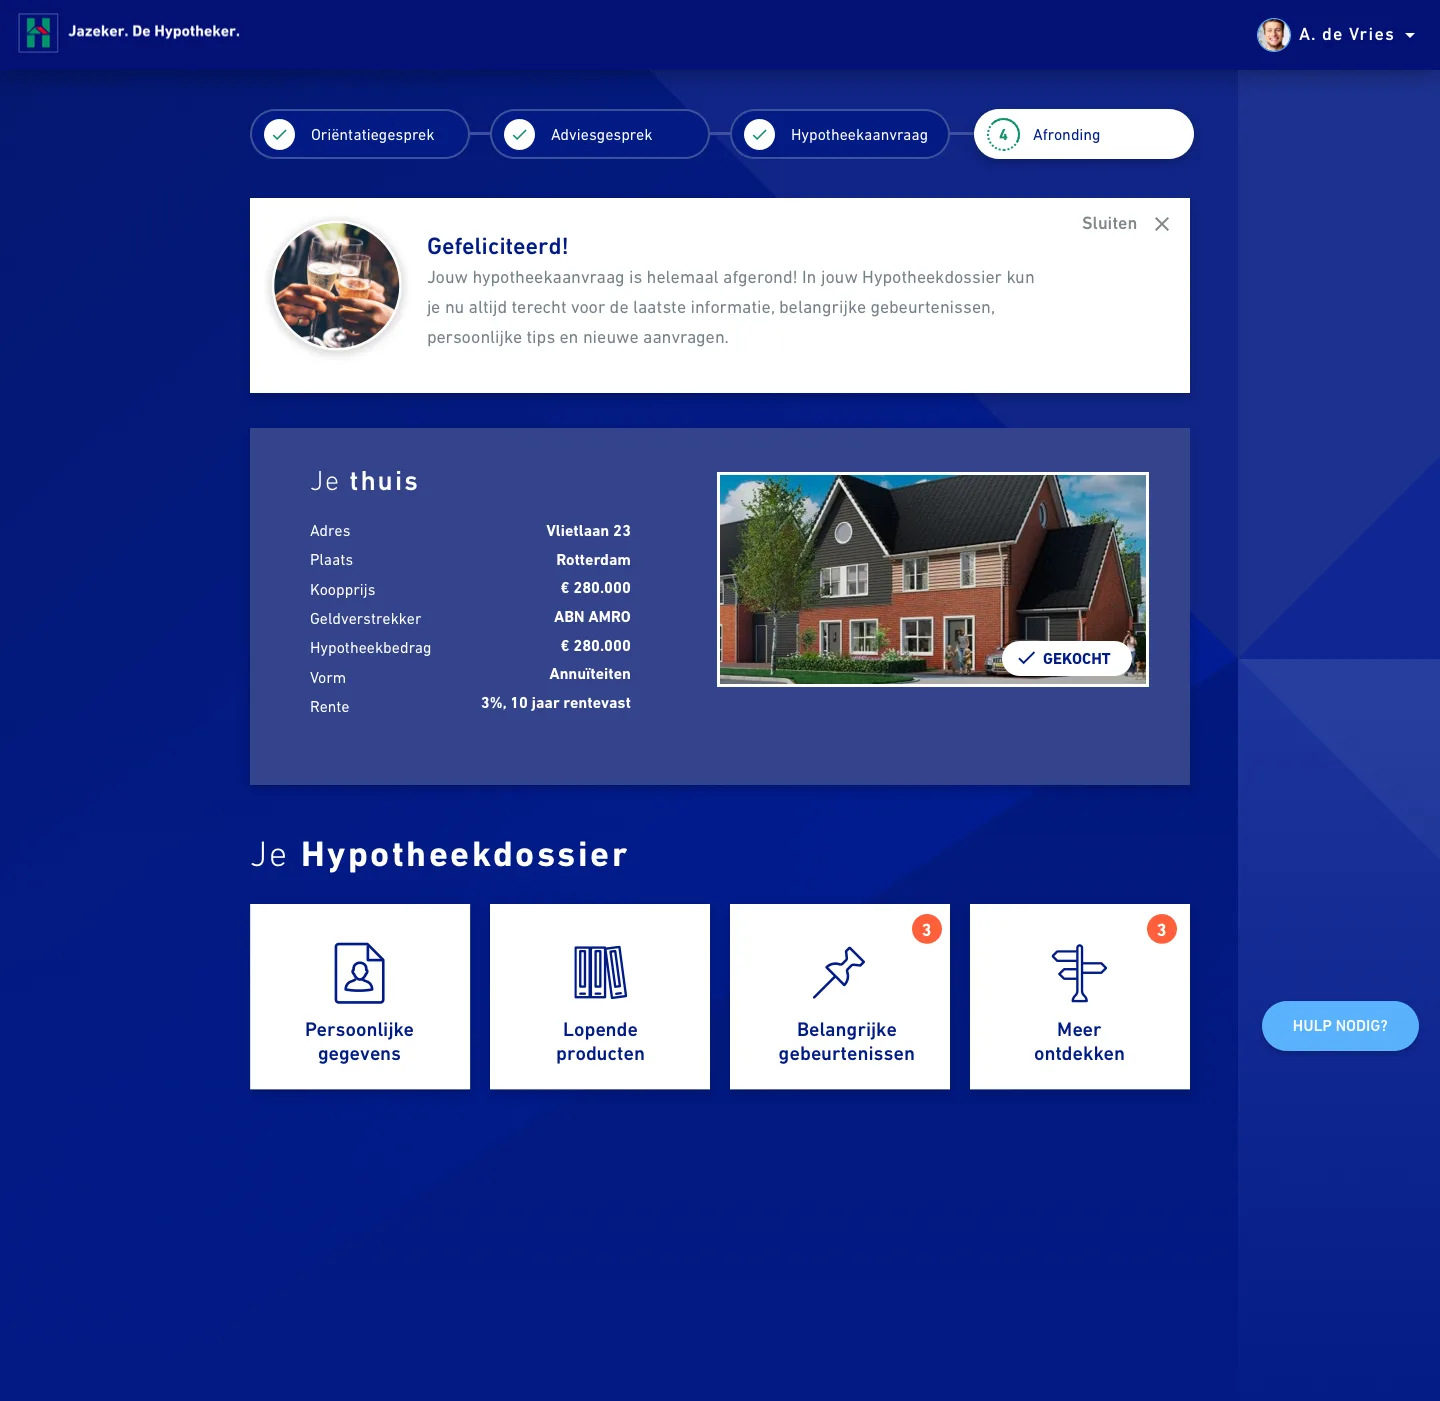 Jazeker. De Hypotheker.
A. de Vries
Oriëntatiegesprek
Adviesgesprek
Hypotheekaanvraag
4 Afronding
Sluiten
Gefeliciteerd!
Jouw hypotheekaanvraag is helemaal afgerond! In jouw Hypotheekdossier kun
je nu altijd terecht voor de laatste informatie, belangrijke gebeurtenissen,
persoonlijke tips en nieuwe aanvragen.
Je thuis
Adres Vlietlaan 23
Plaats Rotterdam
Koopprijs € 280.000
Geldverstrekker ABN AMRO
Hypotheekbedrag € 280.000
Vorm Annuïteiten
Rente 3%, 10 jaar rentevast
GEKOCHT
Je Hypotheekdossier
Persoonlijke
gegevens
Lopende
producten
3
Belangrijke
gebeurtenissen
3
Meer
ontdekken
HULP NODIG?